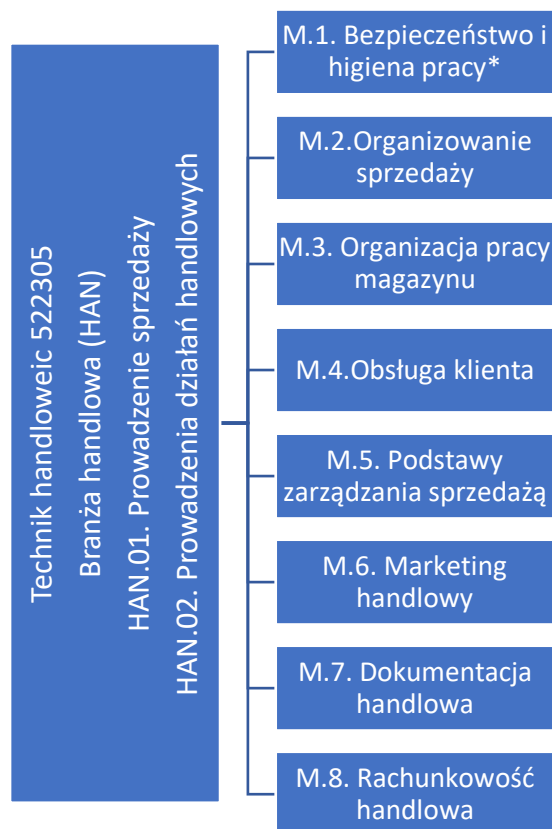 Technik handloweic 522305
Branża handlowa (HAN)
HAN.01. Prowadzenie sprzedaży
HAN.02. Prowadzenia działań handlowych
M.1. Bezpieczeństwo i
higiena pracy*
M.2.Organizowanie
sprzedaży
M.3. Organizacja pracy
magazynu
M.4.Obsługa klienta
M.5. Podstawy
zarządzania sprzedażą
M.6. Marketing
handlowy
M.7. Dokumentacja
handlowa
M.8. Rachunkowość
handlowa